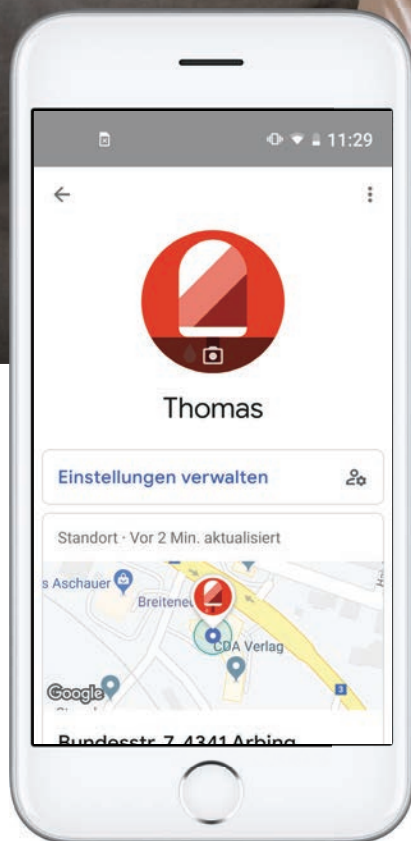 11:29
Thomas
Einstellungen verwalten
Standort · Vor 2 Min. aktualisiert
s Aschauer
CDA Verlag
Google
3
Bundesstr. 7, 4341 Arbing